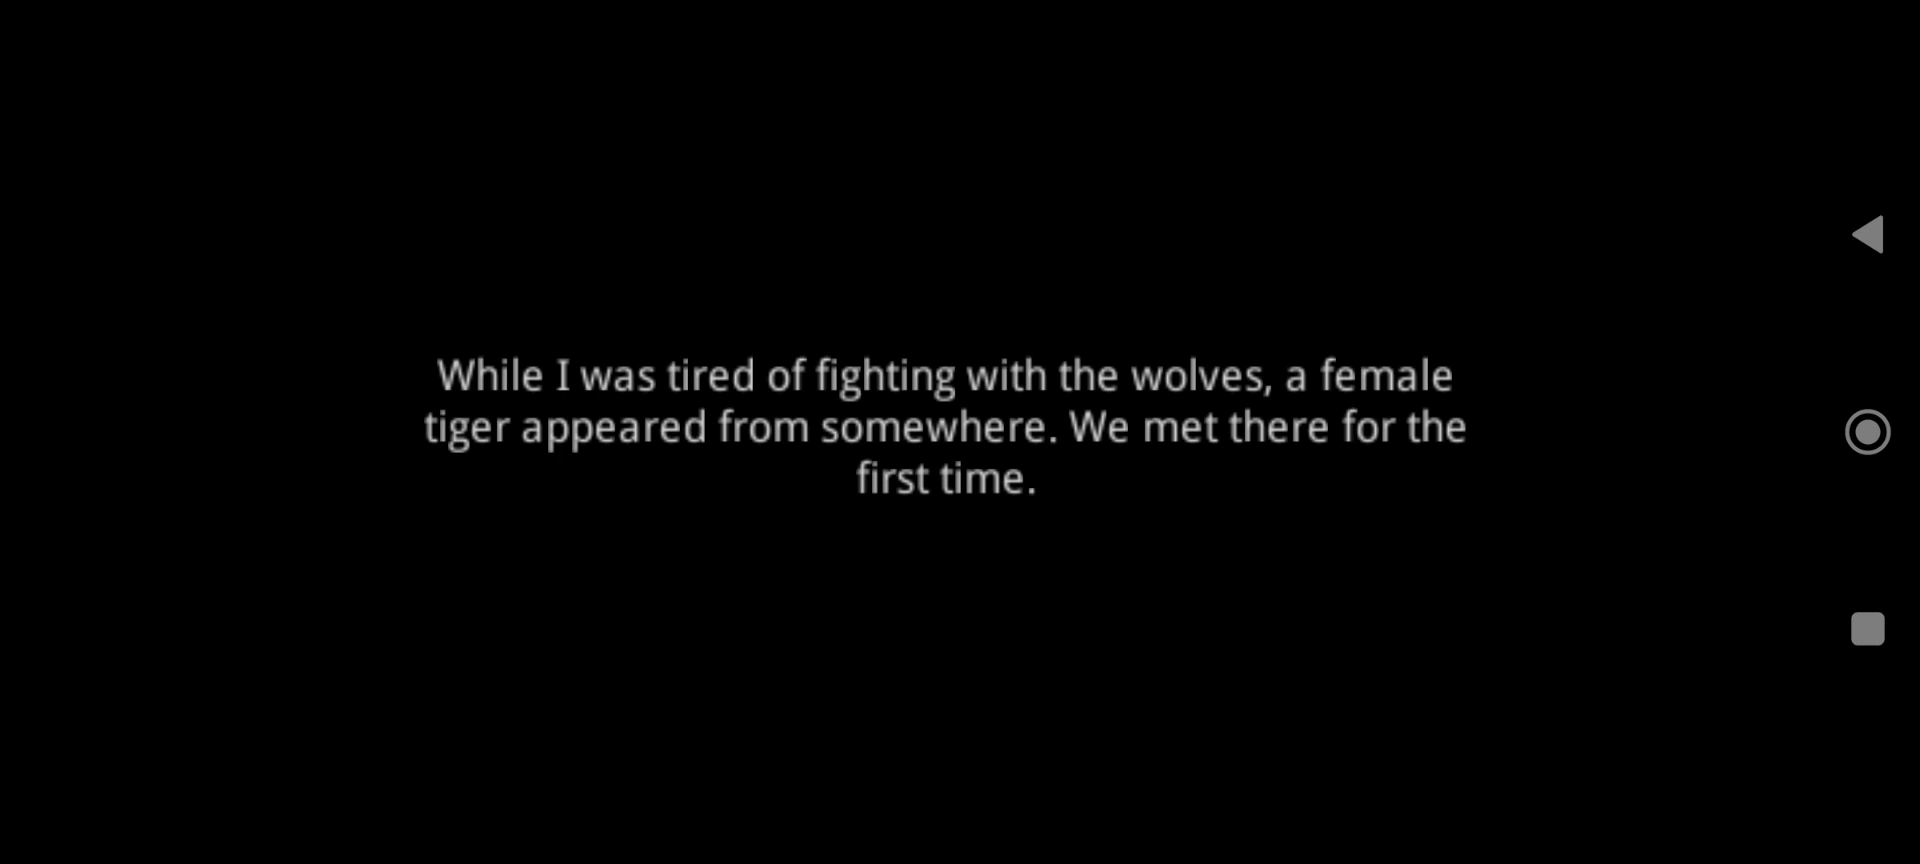 While I was tired of fighting with the wolves, a female
tiger appeared from somewhere. We met there for the
first time.